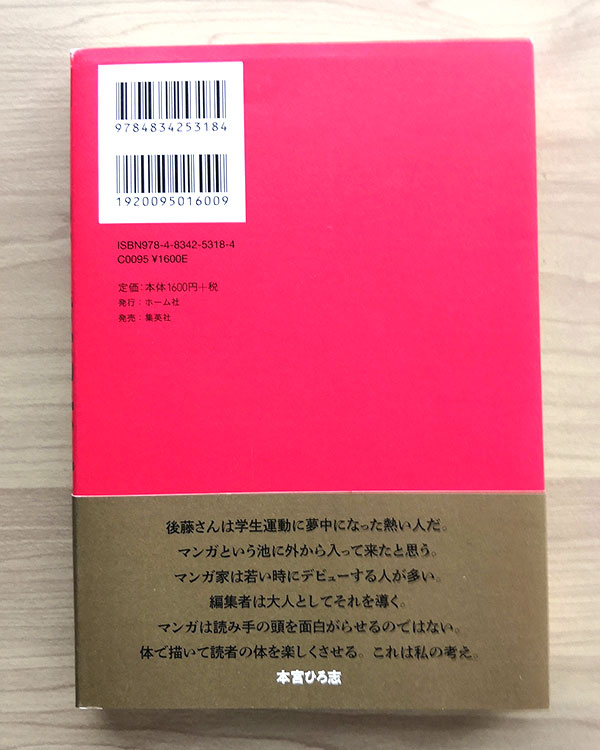 9784834253184
1920095016009
ISBN978-4-8342-5318-4
C0095 ¥1600E
定価：本体1600円＋税
発行：ホーム社
発売：集英社
後藤さんは学生運動に夢中になった熱い人だ。
マンガという池に外から入って来たと思う。
マンガ家は若い時にデビューする人が多い。
編集者は大人としてそれを導く。
マンガは読み手の頭を面白がらせるのではない。
体で描いて読者の体を楽しくさせる。これは私の考え。
本宮ひろ志